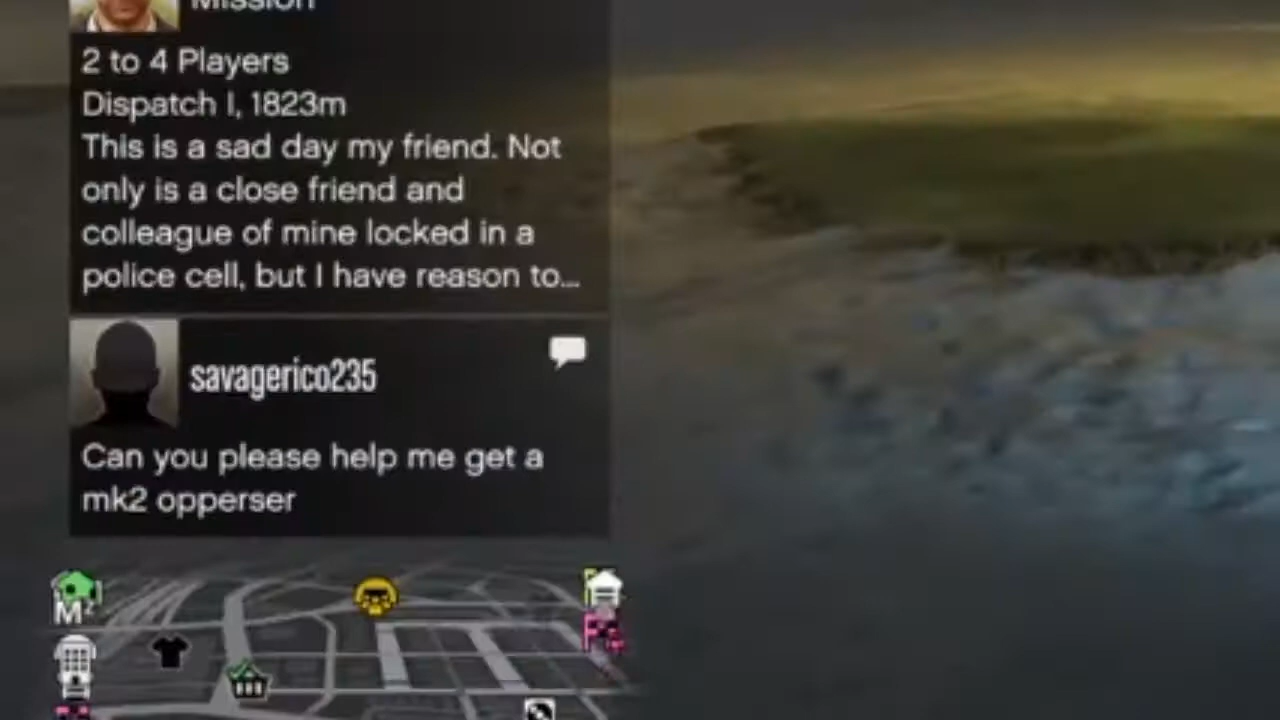 Mission
2 to 4 Players
Dispatch I, 1823m
This is a sad day my friend. Not
only is a close friend and
colleague of mine locked in a
police cell, but I have reason to...
savagerico235
Can you please help me get a
mk2 opperser
M²